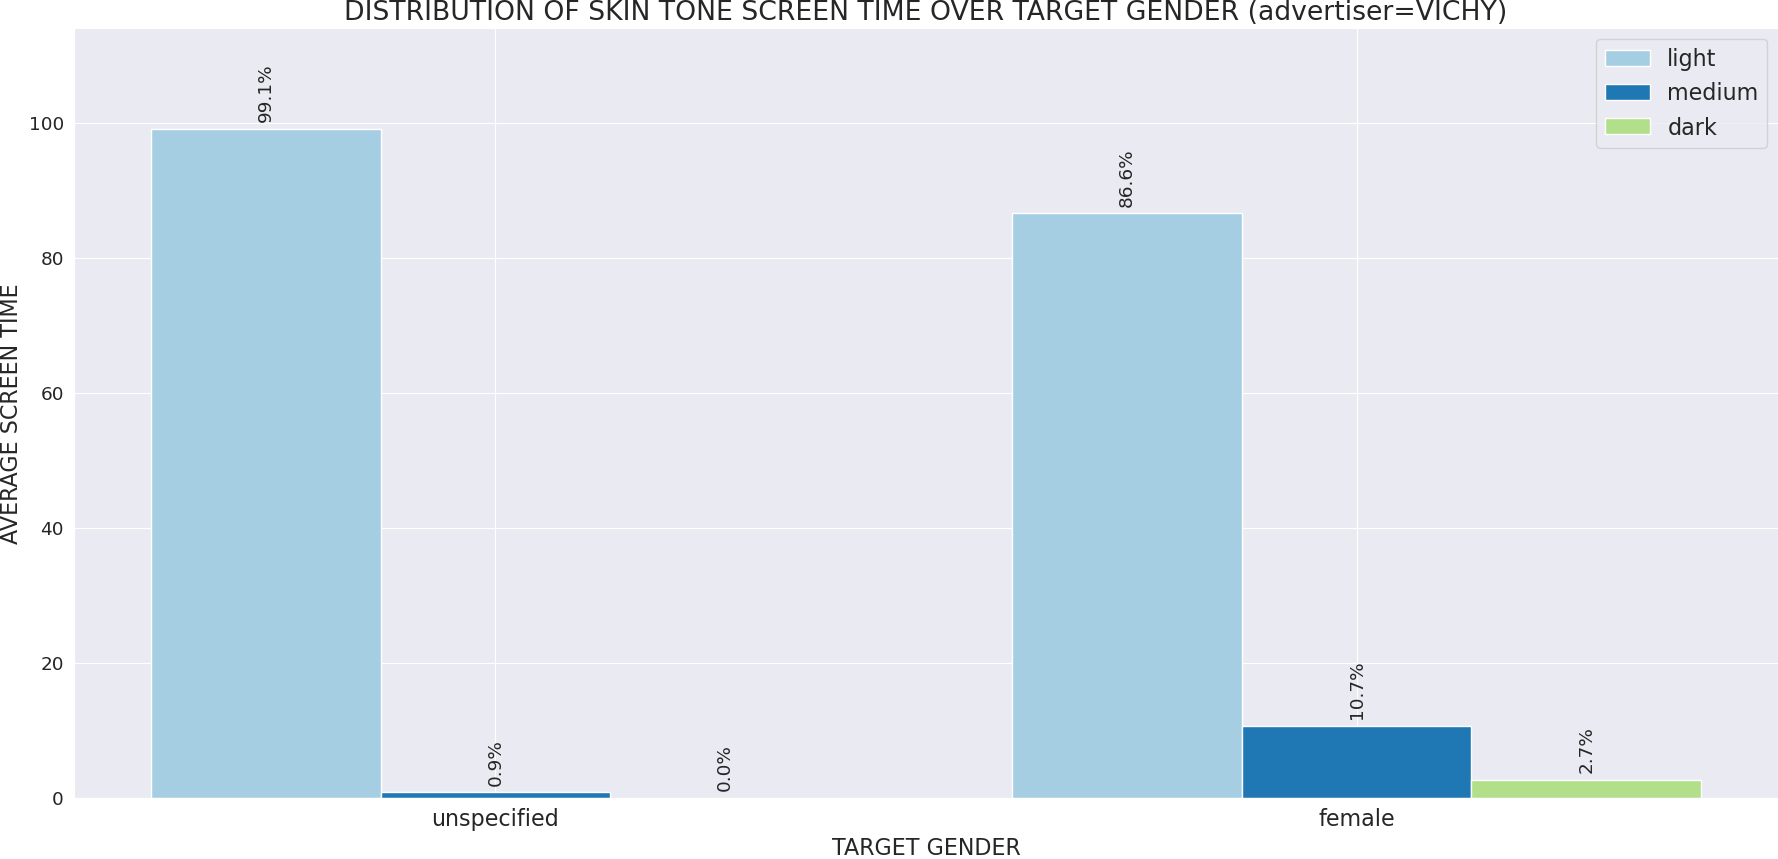 DISTRIBUTION OF SKIN TONE SCREEN TIME OVER TARGET GENDER (advertiser=VICHY)
light
medium
dark
AVERAGE SCREEN TIME
100
80
60
40
20
0
99.1%
0.9%
0.0%
86.6%
10.7%
2.7%
unspecified
female
TARGET GENDER